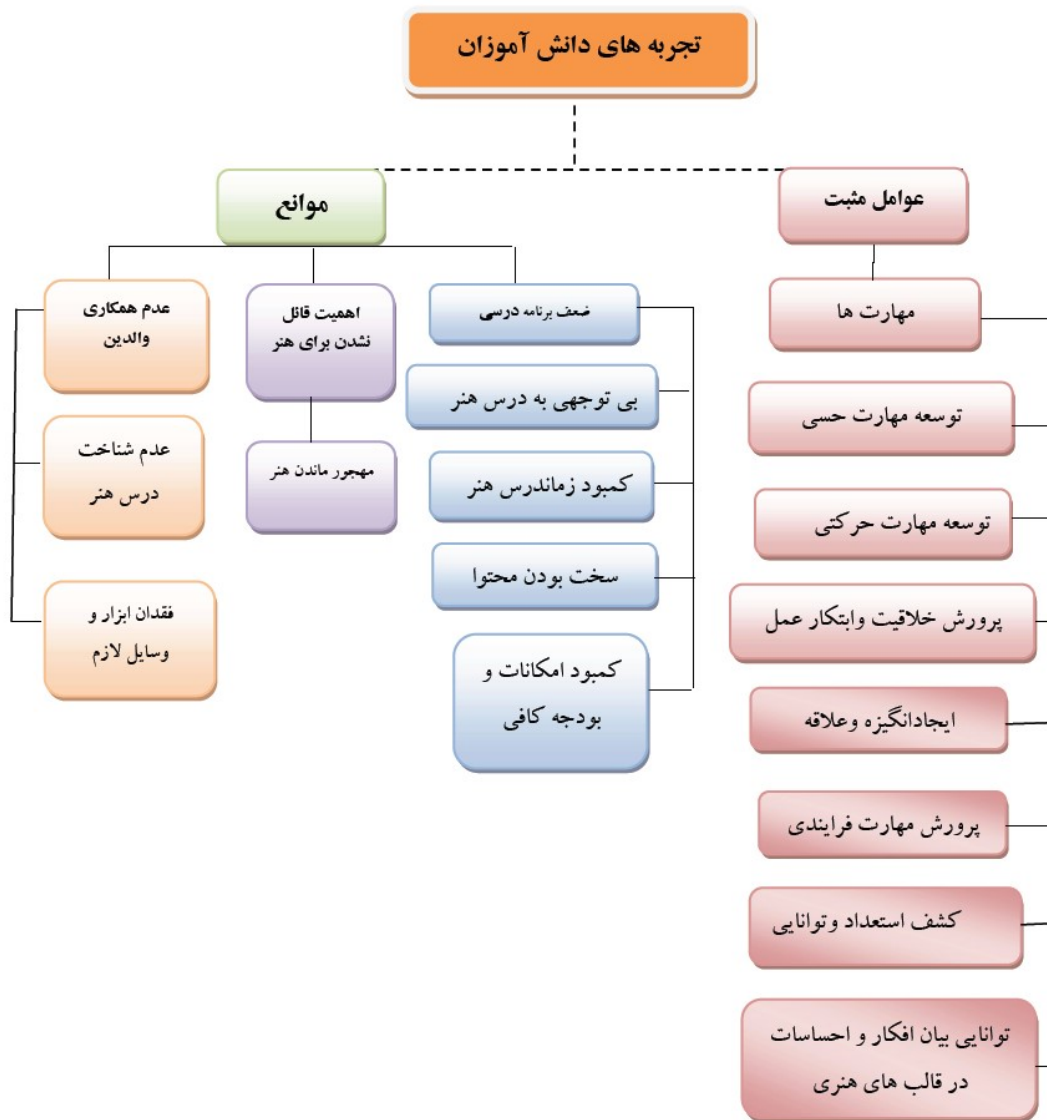 تجربه های دانش آموزان
عوامل مثبت
مهارت ها
توسعه مهارت حسی
توسعه مهارت حرکتی
پرورش خلاقیت وابتکار عمل
ایجادانگیزه وعلاقه
پرورش مهارت فرایندی
کشف استعداد وتوانایی
توانایی بیان افکار و احساسات
در قالب های هنری
موانع
ضعف برنامه درسی
بی توجهی به درس هنر
کمبود زماندرس هنر
سخت بودن محتوا
کمبود امکانات و
بودجه کافی
اهمیت قائل
نشدن برای هنر
مهجور ماندن هنر
عدم همکاری
والدین
عدم شناخت
درس هنر
فقدان ابزار و
وسایل لازم